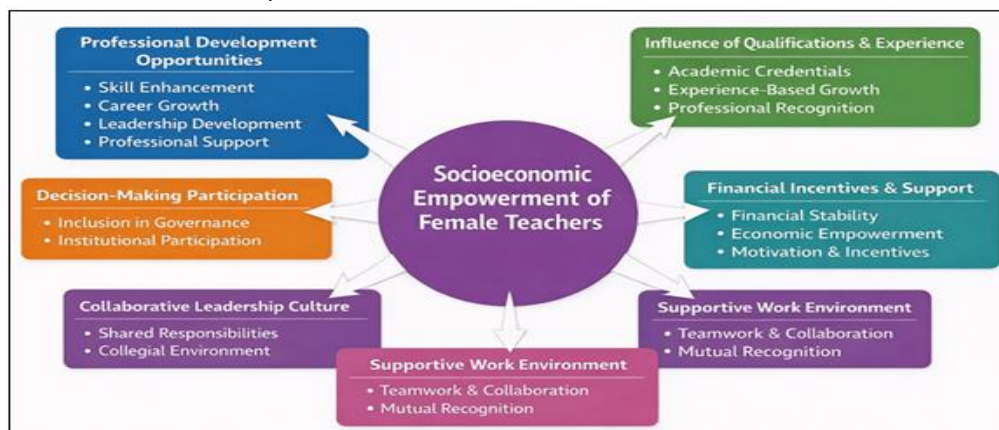 Professional Development
Opportunities
• Skill Enhancement
• Career Growth
• Leadership Development
• Professional Support
Influence of Qualifications & Experience
• Academic Credentials
• Experience-Based Growth
• Professional Recognition
Socioeconomic
Empowerment of
Female Teachers
Decision-Making Participation
• Inclusion in Governance
• Institutional Participation
Financial Incentives & Support
• Financial Stability
• Economic Empowerment
• Motivation & Incentives
Collaborative Leadership Culture
• Shared Responsibilities
• Collegial Environment
Supportive Work Environment
• Teamwork & Collaboration
• Mutual Recognition
Supportive Work Environment
• Teamwork & Collaboration
• Mutual Recognition